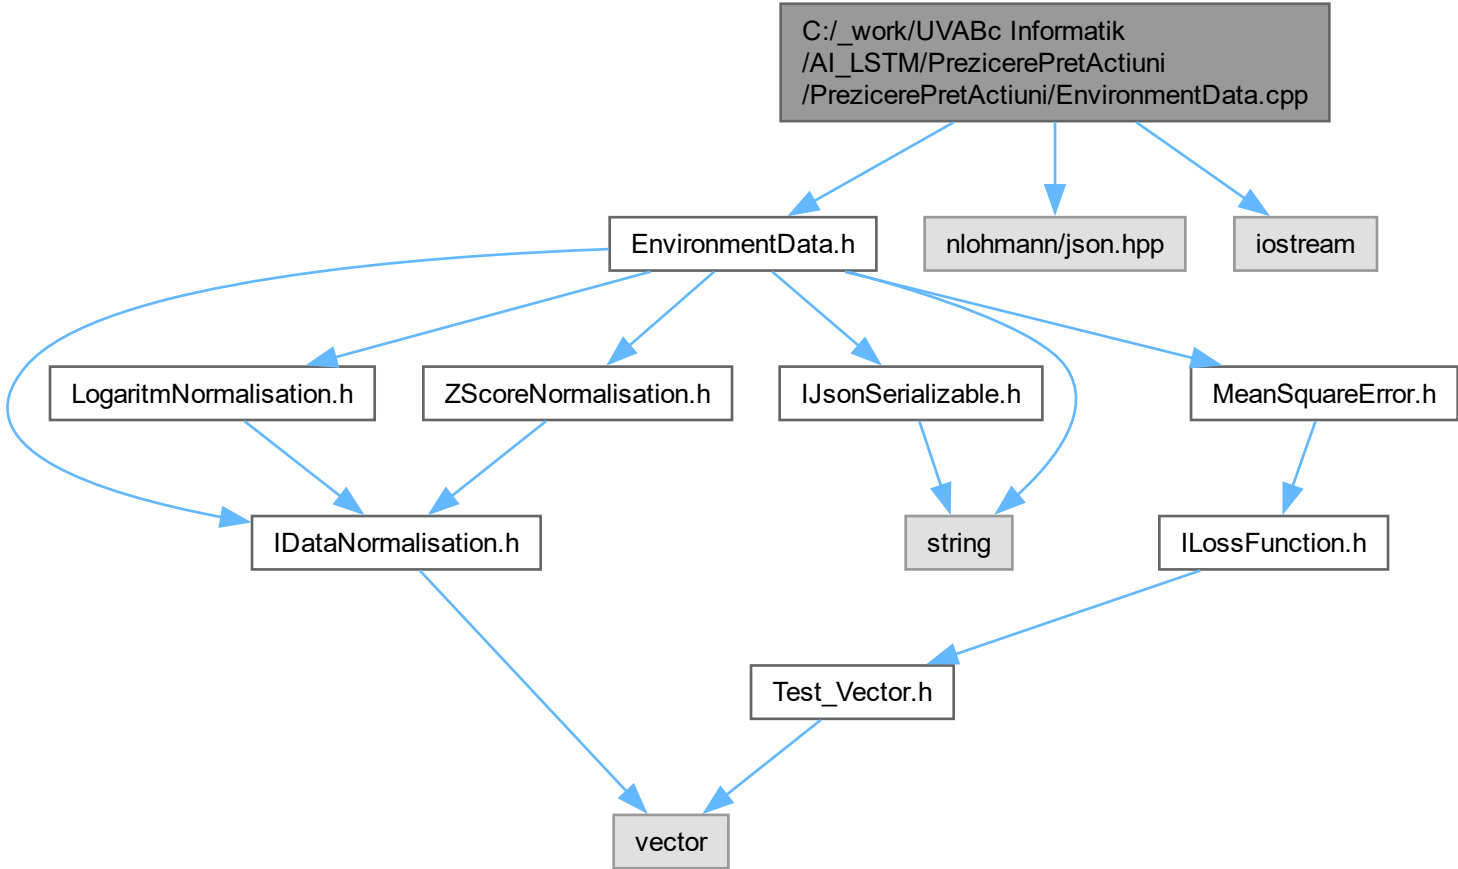 C:/_work/UVABc Informatik
/AI_LSTM/PrezicerePretActiuni
/PrezicerePretActiuni/EnvironmentData.cpp
EnvironmentData.h
nlohmann/json.hpp
iostream
LogaritmNormalisation.h
ZScoreNormalisation.h
IJsonSerializable.h
MeanSquareError.h
IDataNormalisation.h
string
ILossFunction.h
Test_Vector.h
vector